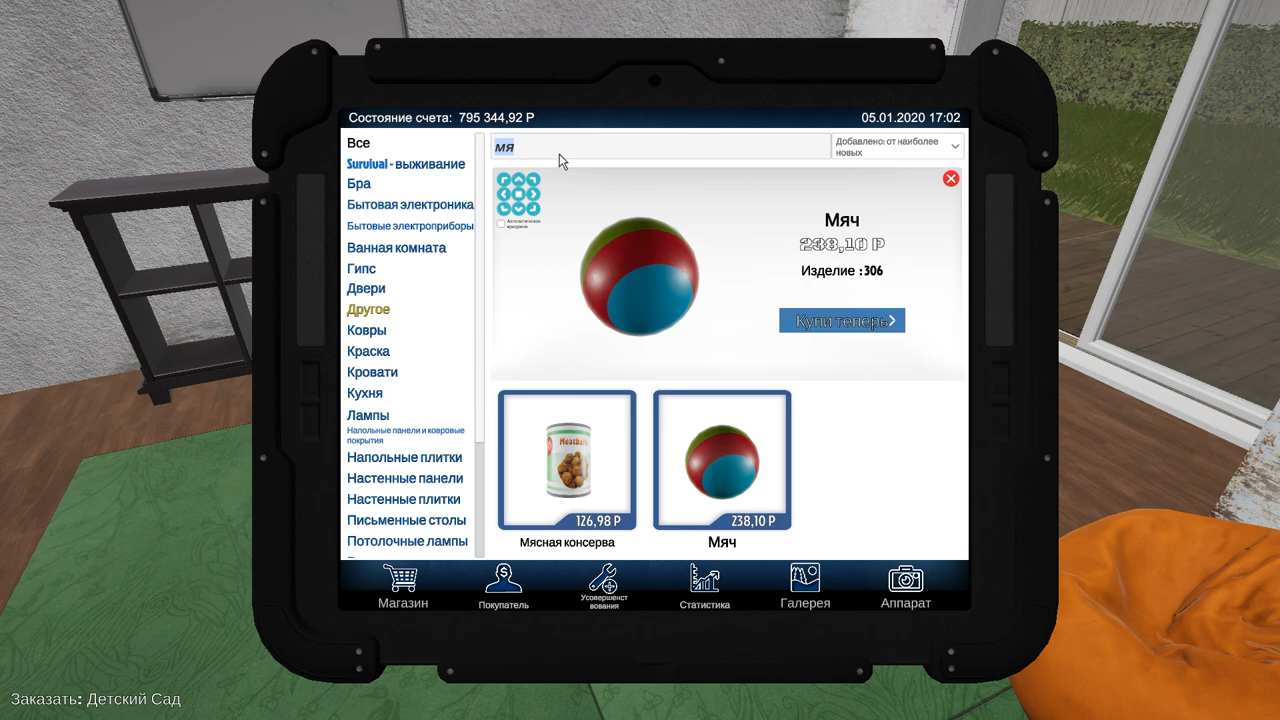 Состояние счета: 795 344,92 Р
05.01.2020 17:02
Все
Survival - выживание
Бра
Бытовая электроника
Бытовые электроприборы
Ванная комната
Гипс
Двери
Другое
Ковры
Краска
Кровати
Кухня
Лампы
Напольные панели и ковровые
покрытия
Напольные плитки
Настенные панели
Настенные плитки
Письменные столы
Потолочные лампы
мя
Добавлено: от наиболее
новых
Мяч
238,10 Р
Изделие :306
Купи теперь
Meatballs
126,98 Р
Мясная консерва
238,10 Р
Мяч
Магазин
Покупатель
Усовершенст
вования
Статистика
Галерея
Аппарат
Заказать: Детский Сад